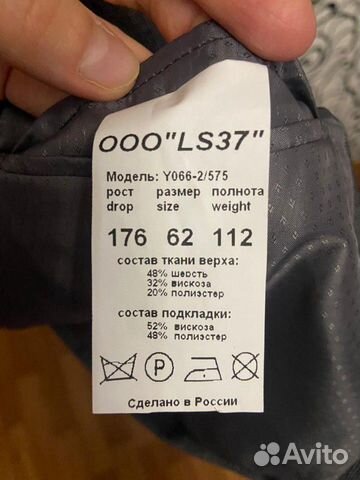 ООО"LS37"
Модель: Y066-2/575
рост размер полнота
drop size weight
176 62 112
состав ткани верха:
48% шерсть
32% вискоза
20% полиэстер
состав подкладки:
52% вискоза
48% полиэстер
P
Сделано в России
Avito